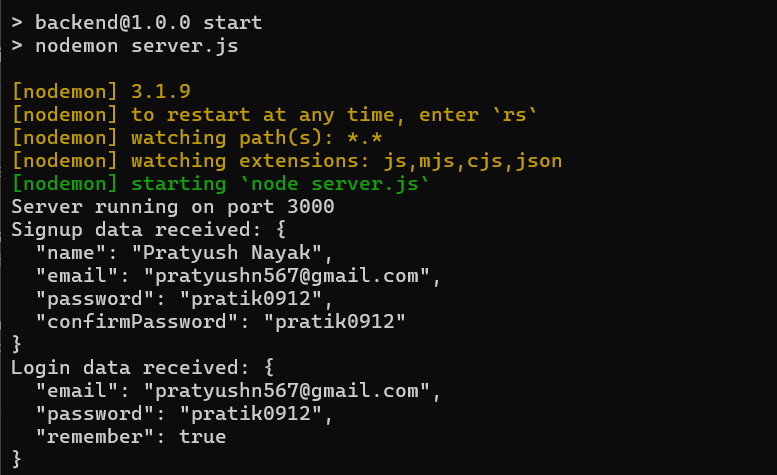 > backend@1.0.0 start
> nodemon server.js
[nodemon] 3.1.9
[nodemon] to restart at any time, enter `rs`
[nodemon] watching path(s): *.*
[nodemon] watching extensions: js,mjs,cjs,json
[nodemon] starting `node server.js`
Server running on port 3000
Signup data received: {
  "name": "Pratyush Nayak",
  "email": "pratyushn567@gmail.com",
  "password": "pratik0912",
  "confirmPassword": "pratik0912"
}
Login data received: {
  "email": "pratyushn567@gmail.com",
  "password": "pratik0912",
  "remember": true
}